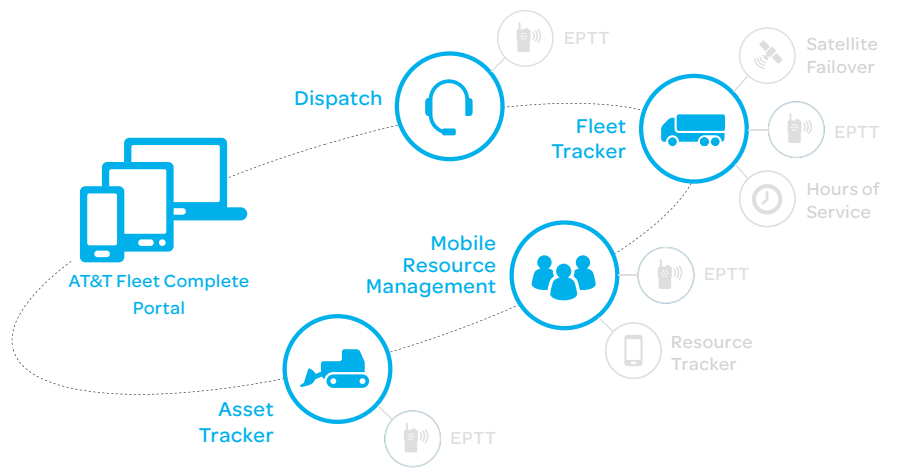 EPTT
Dispatch
Satellite
Failover
Fleet
Tracker
EPTT
Hours of
Service
AT&T Fleet Complete
Portal
Mobile
Resource
Management
EPTT
Resource
Tracker
Asset
Tracker
EPTT